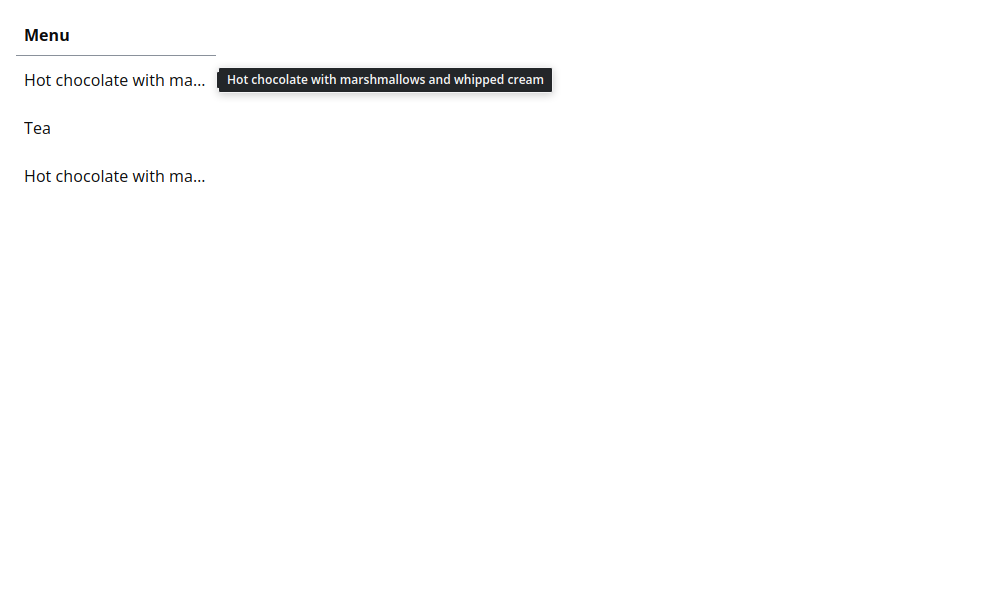 Menu
Hot chocolate with ma...
Hot chocolate with marshmallows and whipped cream
Tea
Hot chocolate with ma...